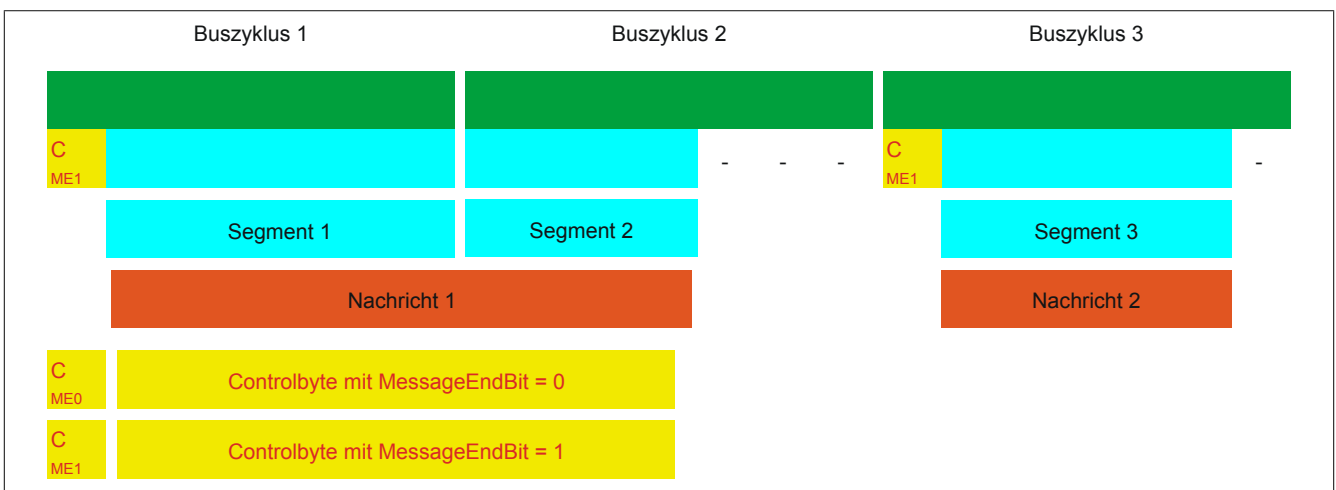 Buszyklus 1 Buszyklus 2 Buszyklus 3
C C
ME1 - - - ME1 -
Segment 1 Segment 2 Segment 3
Nachricht 1 Nachricht 2
C
ME0 Controlbyte mit MessageEndBit = 0
C
ME1 Controlbyte mit MessageEndBit = 1